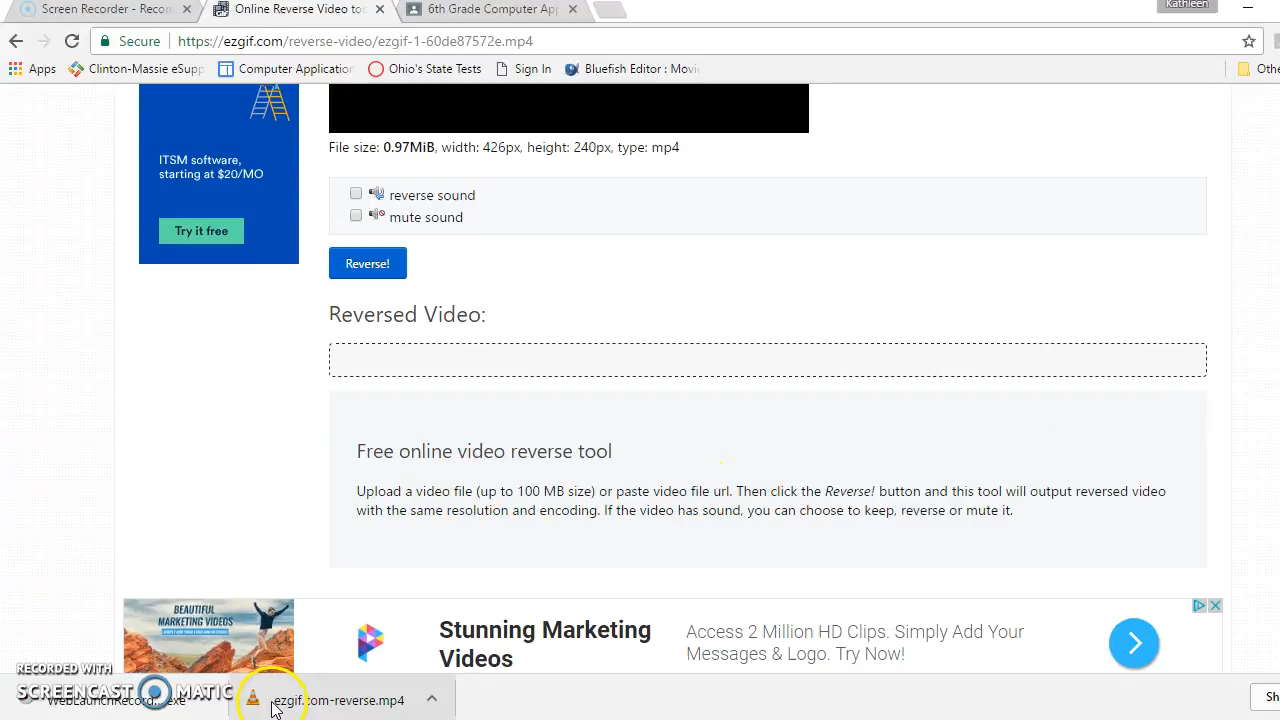 Screen Recorder - Recor
Online Reverse Video to
6th Grade Computer Ap
Kathleen
Secure
https://ezgif.com/reverse-video/ezgif-1-60de87572e.mp4
Apps
Clinton-Massie eSupp
Computer Application
Ohio's State Tests
Sign In
Bluefish Editor : Movi
Othe
ITSM software,
starting at $20/MO
Try it free
File size: 0.97MiB, width: 426px, height: 240px, type: mp4
reverse sound
mute sound
Reverse!
Reversed Video:
Free online video reverse tool
Upload a video file (up to 100 MB size) or paste video file url. Then click the Reverse! button and this tool will output reversed video
with the same resolution and encoding. If the video has sound, you can choose to keep, reverse or mute it.
BEAUTIFUL
MARKETING VIDEOS
Stunning Marketing
Videos
Access 2 Million HD Clips. Simply Add Your
Messages & Logo. Try Now!
RECORDED WITH
SCREENCAST MATIC
ezgif.com-reverse.mp4
Sh